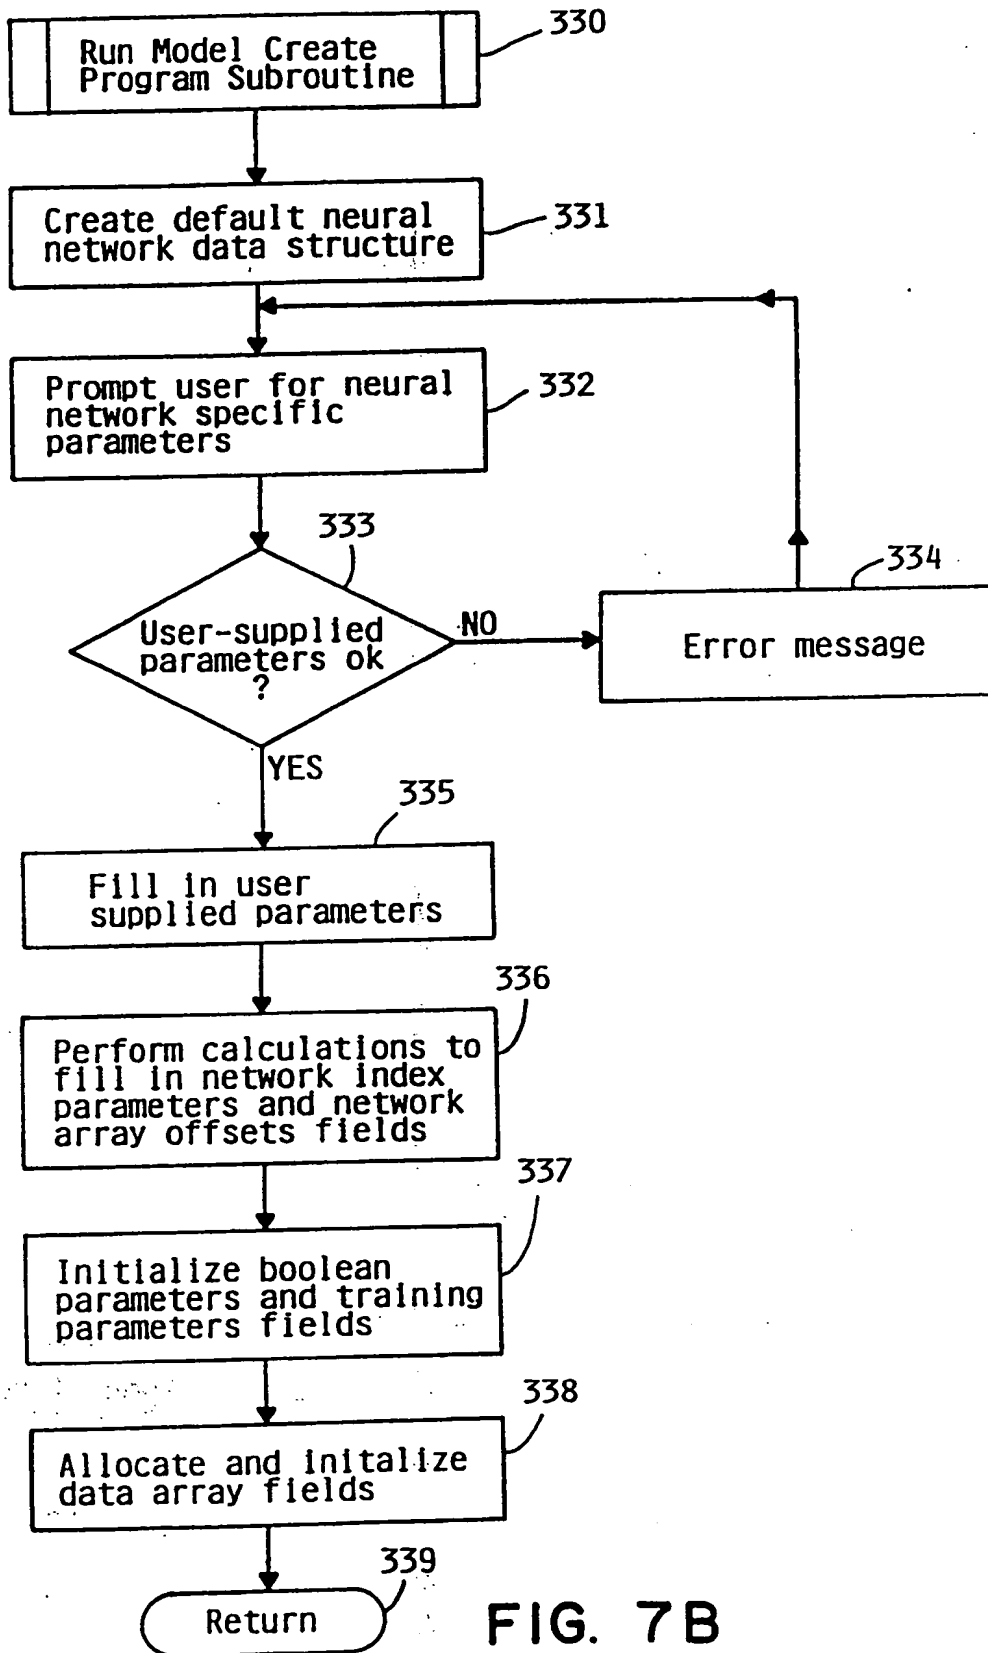 330
Run Model Create
Program Subroutine
331
Create default neural
network data structure
332
Prompt user for neural
network specific
parameters
333
User-supplied
parameters ok
?
NO
334
Error message
YES
335
Fill in user
supplied parameters
336
Perform calculations to
fill in network index
parameters and network
array offsets fields
337
Initialize boolean
parameters and training
parameters fields
338
Allocate and initalize
data array fields
339
Return
FIG. 7B